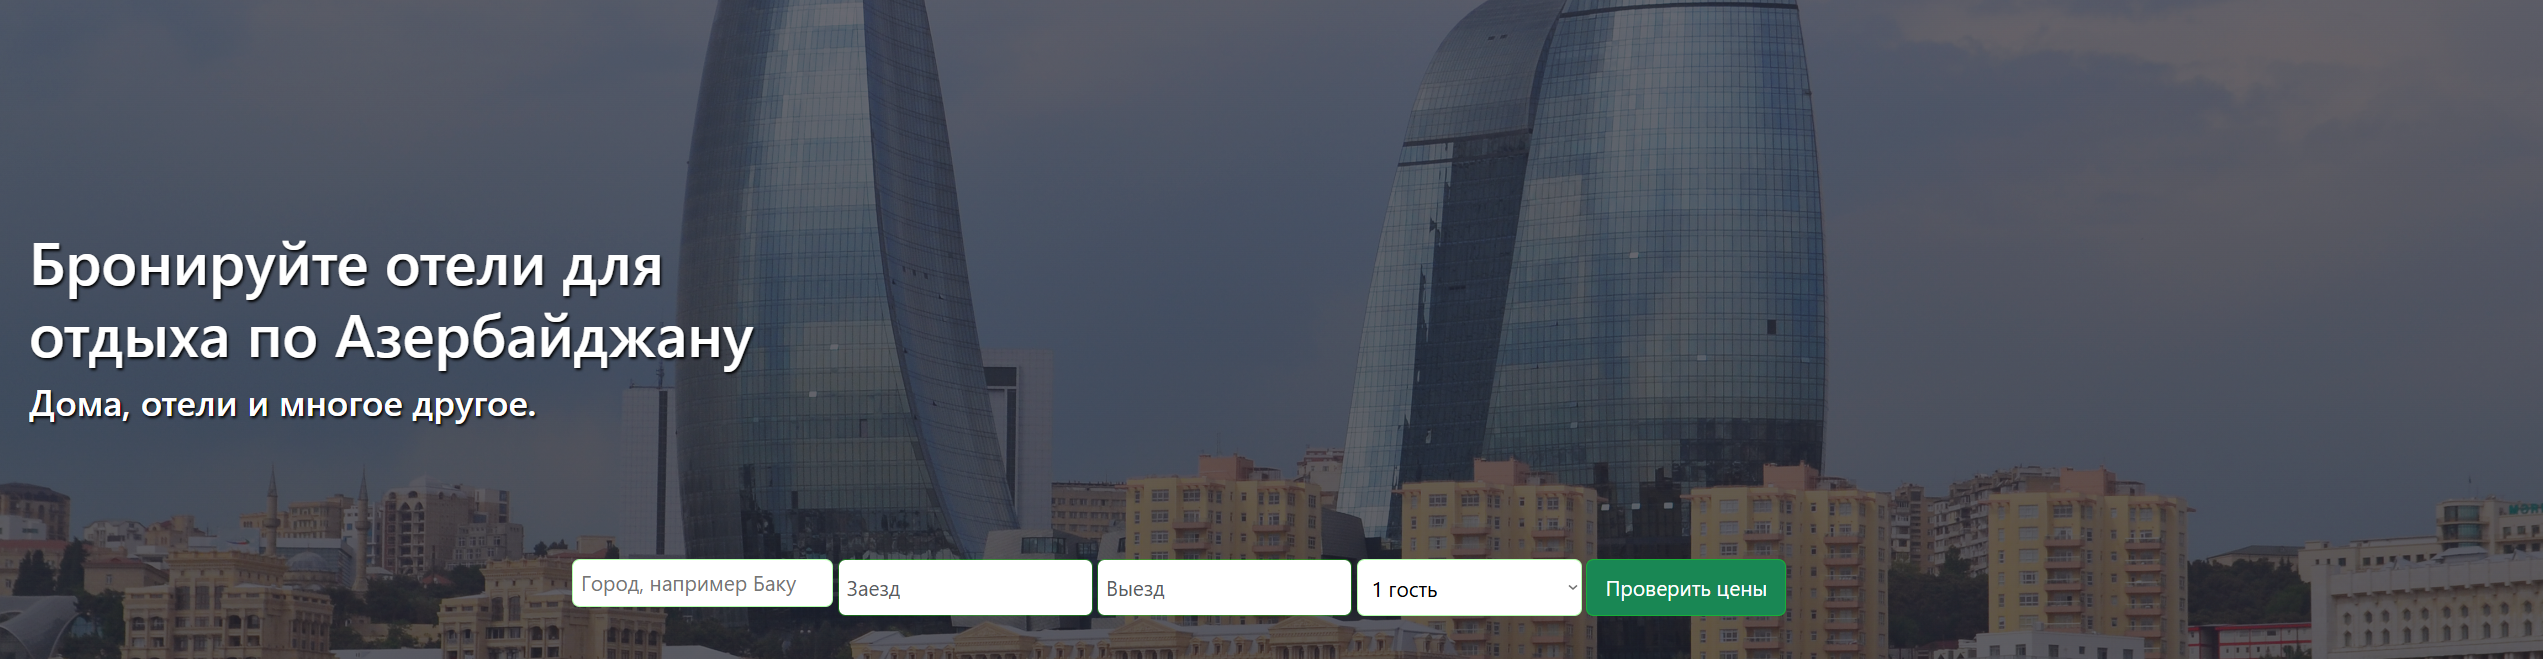 Бронируйте отели для
отдыха по Азербайджану
Дома, отели и многое другое.
Город, например Баку
Заезд
Выезд
1 гость
Проверить цены